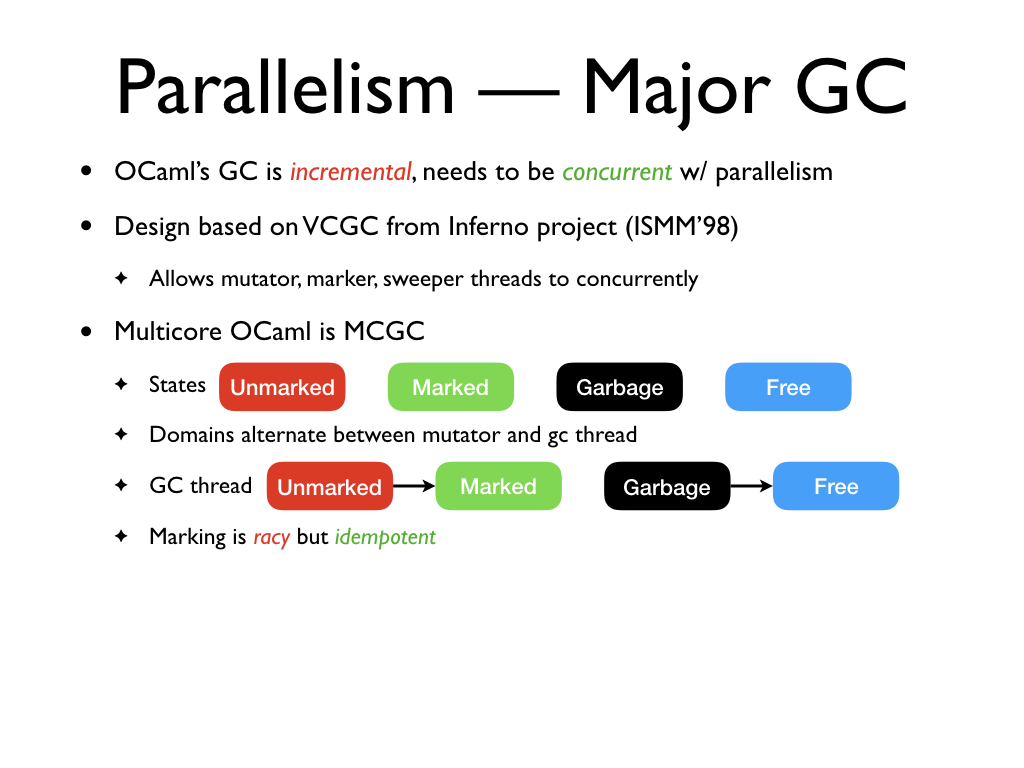 Parallelism — Major GC
• OCaml’s GC is incremental, needs to be concurrent w/ parallelism
• Design based on VCGC from Inferno project (ISMM’98)
✦ Allows mutator, marker, sweeper threads to concurrently
• Multicore OCaml is MCGC
✦ States Unmarked Marked Garbage Free
✦ Domains alternate between mutator and gc thread
✦ GC thread Unmarked Marked Garbage Free
✦ Marking is racy but idempotent